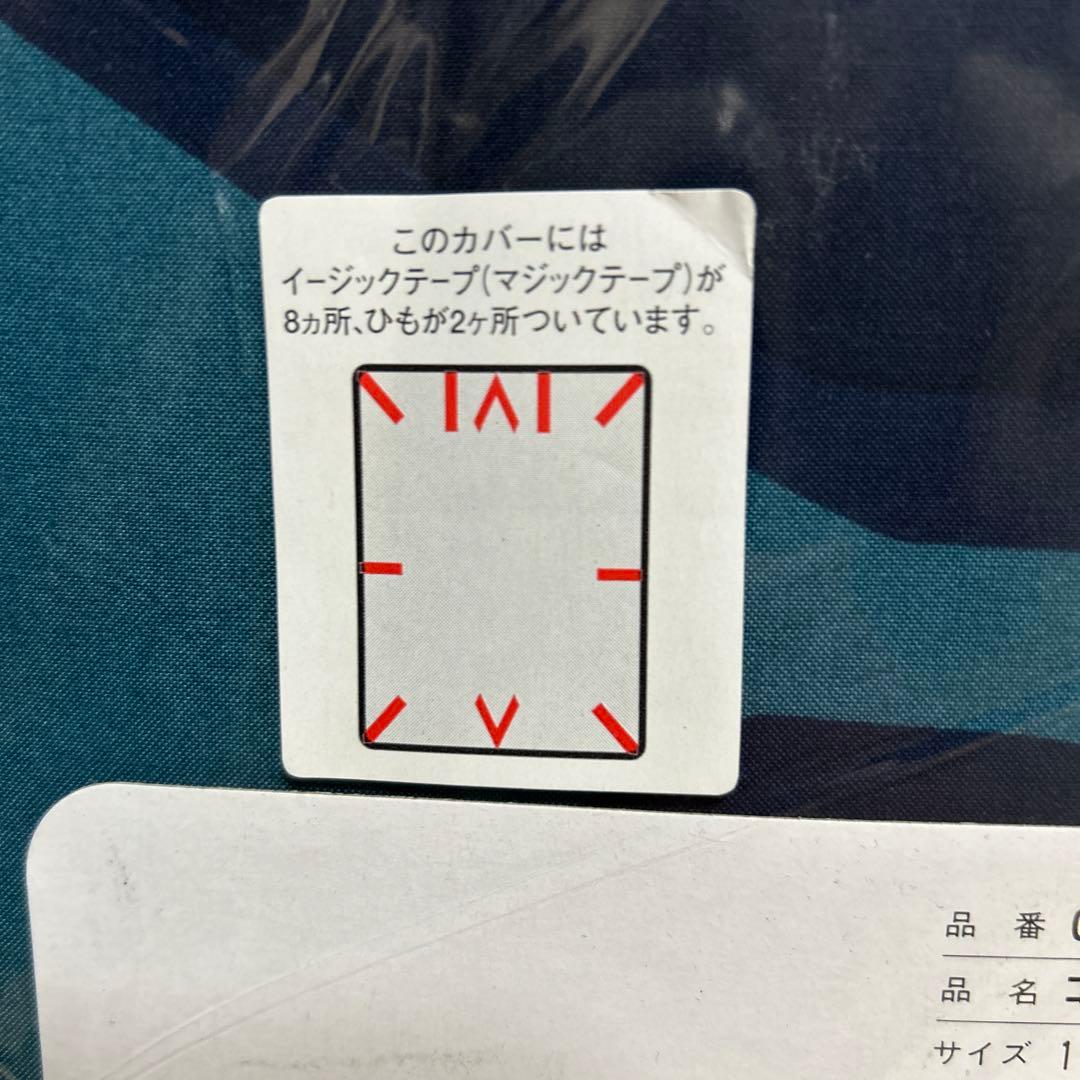 このカバーには
イージックテープ(マジックテープ)が
8ヵ所、ひもが2ヶ所ついています。
品 番
品 名
サイズ 1